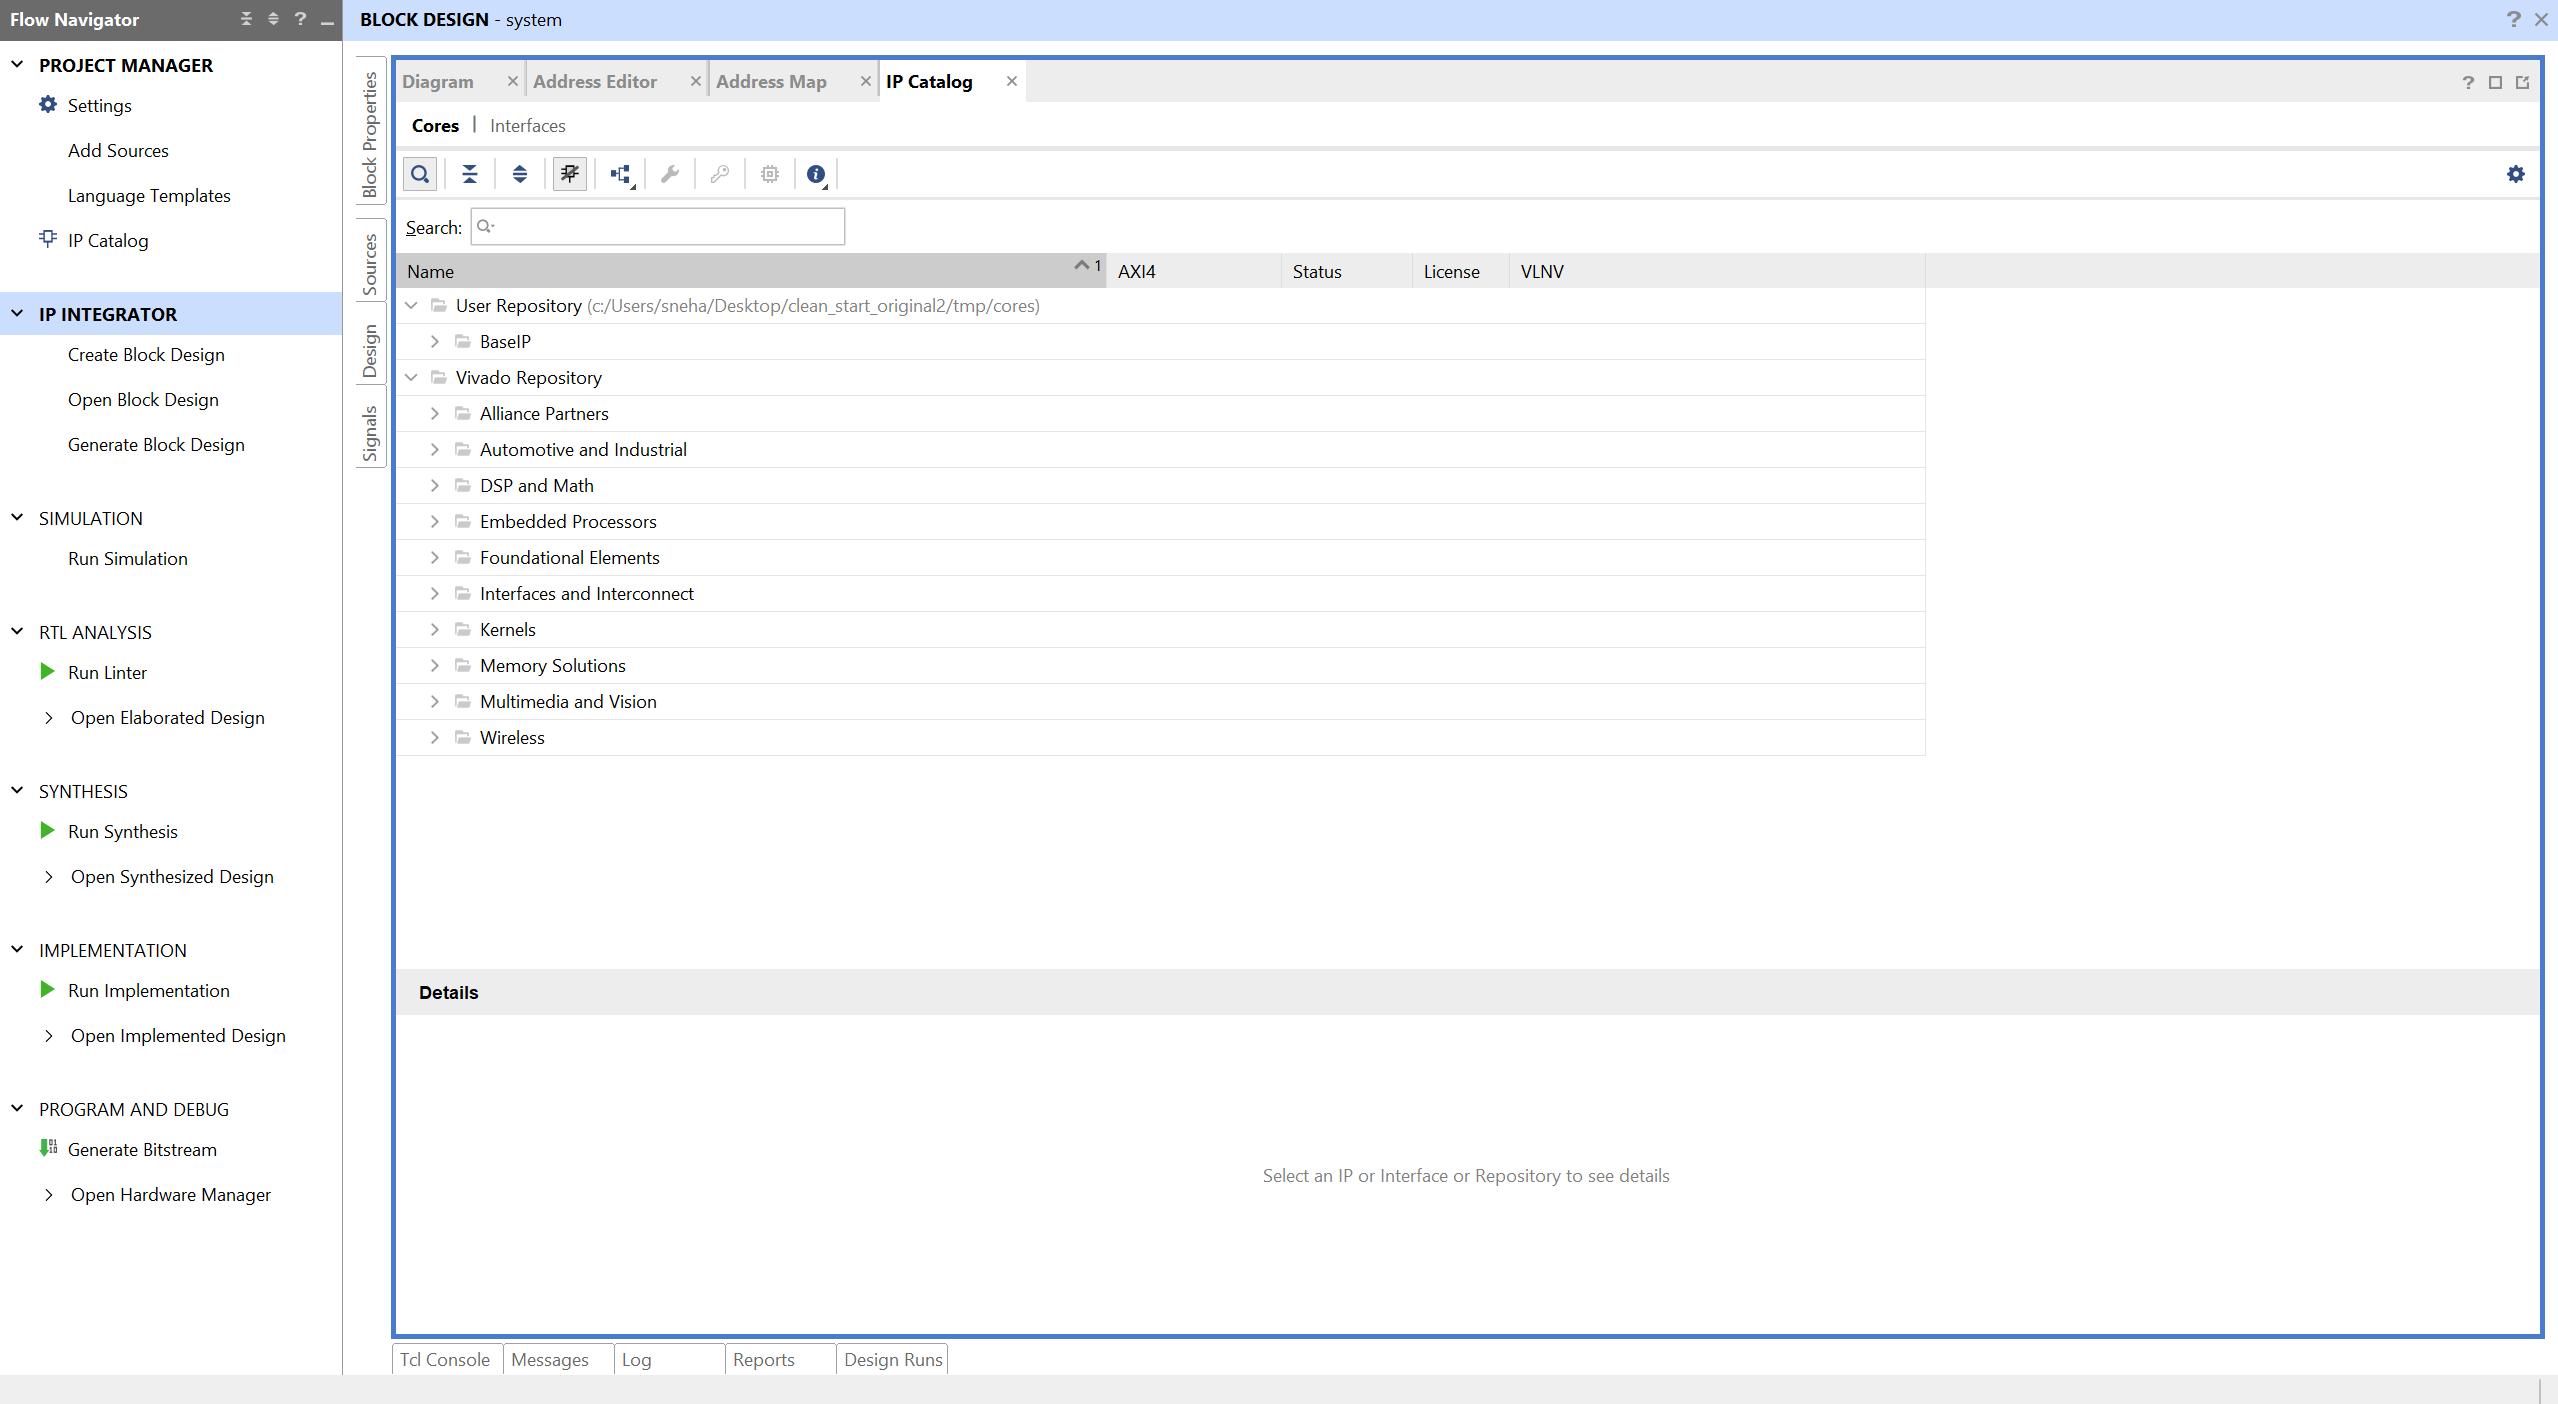 Flow Navigator
PROJECT MANAGER
Settings
Add Sources
Language Templates
IP Catalog
IP INTEGRATOR
Create Block Design
Open Block Design
Generate Block Design
SIMULATION
Run Simulation
RTL ANALYSIS
Run Linter
Open Elaborated Design
SYNTHESIS
Run Synthesis
Open Synthesized Design
IMPLEMENTATION
Run Implementation
Open Implemented Design
PROGRAM AND DEBUG
Generate Bitstream
Open Hardware Manager
BLOCK DESIGN - system
Block Properties
Sources
Design
Signals
Diagram Address Editor Address Map IP Catalog
Cores | Interfaces
Search:
Name 1 AXI4 Status License VLNV
User Repository (c:/Users/sneha/Desktop/clean_start_original2/tmp/cores)
BaseIP
Vivado Repository
Alliance Partners
Automotive and Industrial
DSP and Math
Embedded Processors
Foundational Elements
Interfaces and Interconnect
Kernels
Memory Solutions
Multimedia and Vision
Wireless
Details
Select an IP or Interface or Repository to see details
Tcl Console Messages Log Reports Design Runs